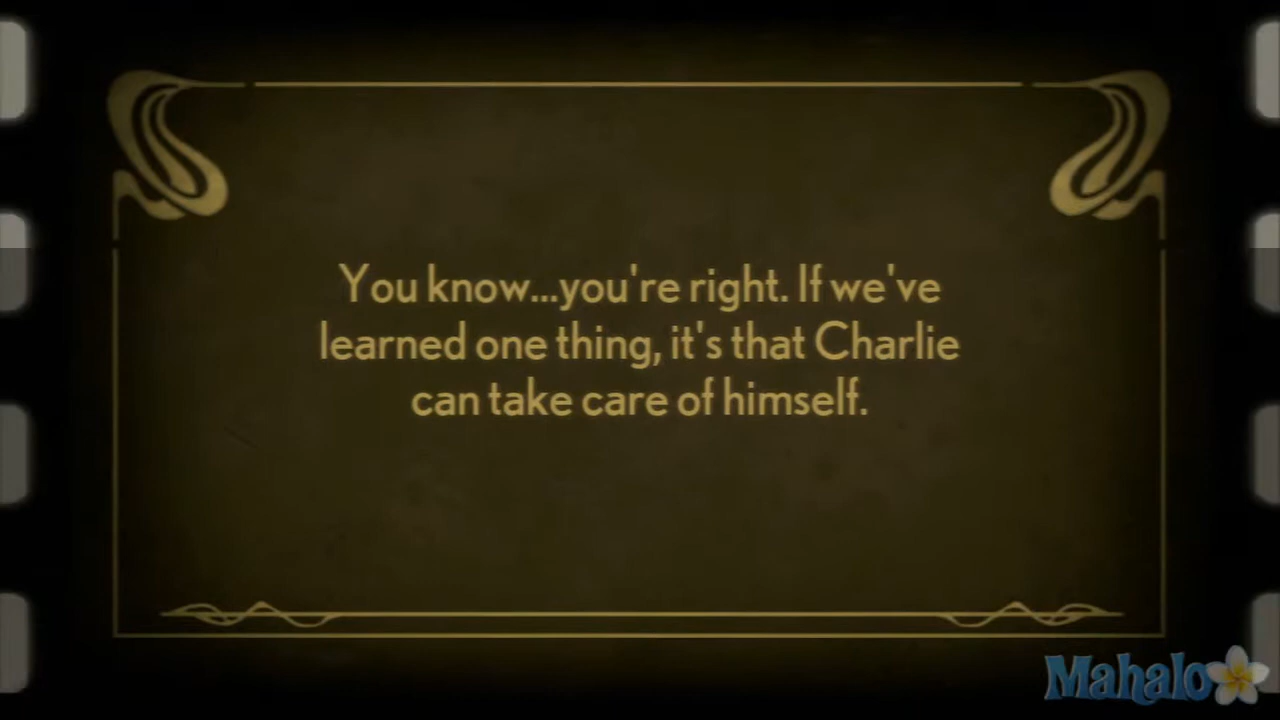 You know...you're right. If we've
learned one thing, it's that Charlie
can take care of himself.
Mahalo